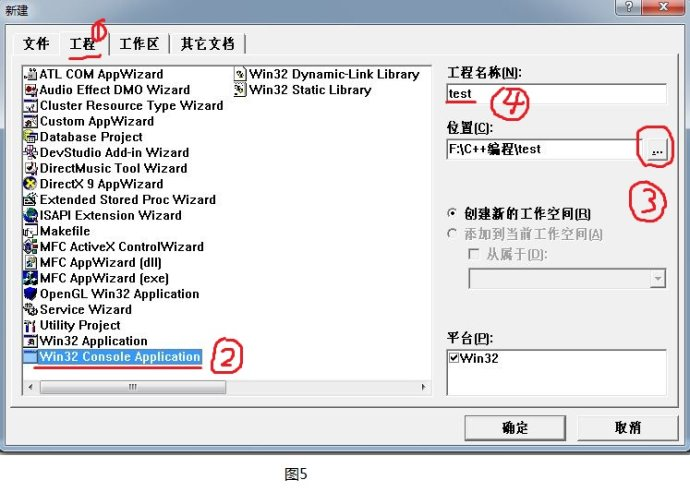 新建
文件 工程 工作区 其它文档
①
ATL COM AppWizard
Audio Effect DMO Wizard
Cluster Resource Type Wizard
Custom AppWizard
Database Project
DevStudio Add-in Wizard
DirectMusic Tool Wizard
DirectX 9 AppWizard
Extended Stored Proc Wizard
ISAPI Extension Wizard
Makefile
MFC ActiveX ControlWizard
MFC AppWizard (dll)
MFC AppWizard (exe)
OpenGL Win32 Application
Service Wizard
Utility Project
Win32 Application
Win32 Console Application
②
Win32 Dynamic-Link Library
Win32 Static Library
工程名称(N):
test
④
位置(C):
F:\C++编程\test
...
③
创建新的工作空间(R)
添加到当前工作空间(A)
从属于(D):
平台(P):
Win32
确定 取消
图5